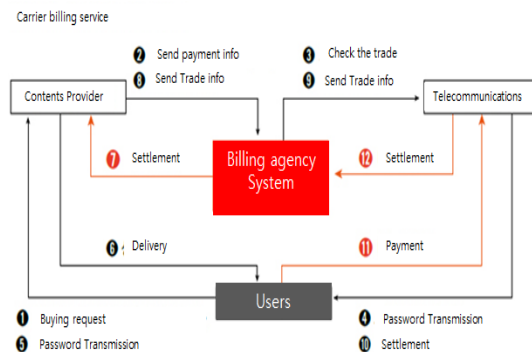 Carrier billing service
2 Send payment info
8 Send Trade info
3 Check the trade
9 Send Trade info
Contents Provider
Telecommunications
7 Settlement
Billing agency
System
12 Settlement
6 Delivery
11 Payment
Users
1 Buying request
5 Password Transmission
4 Password Transmission
10 Settlement